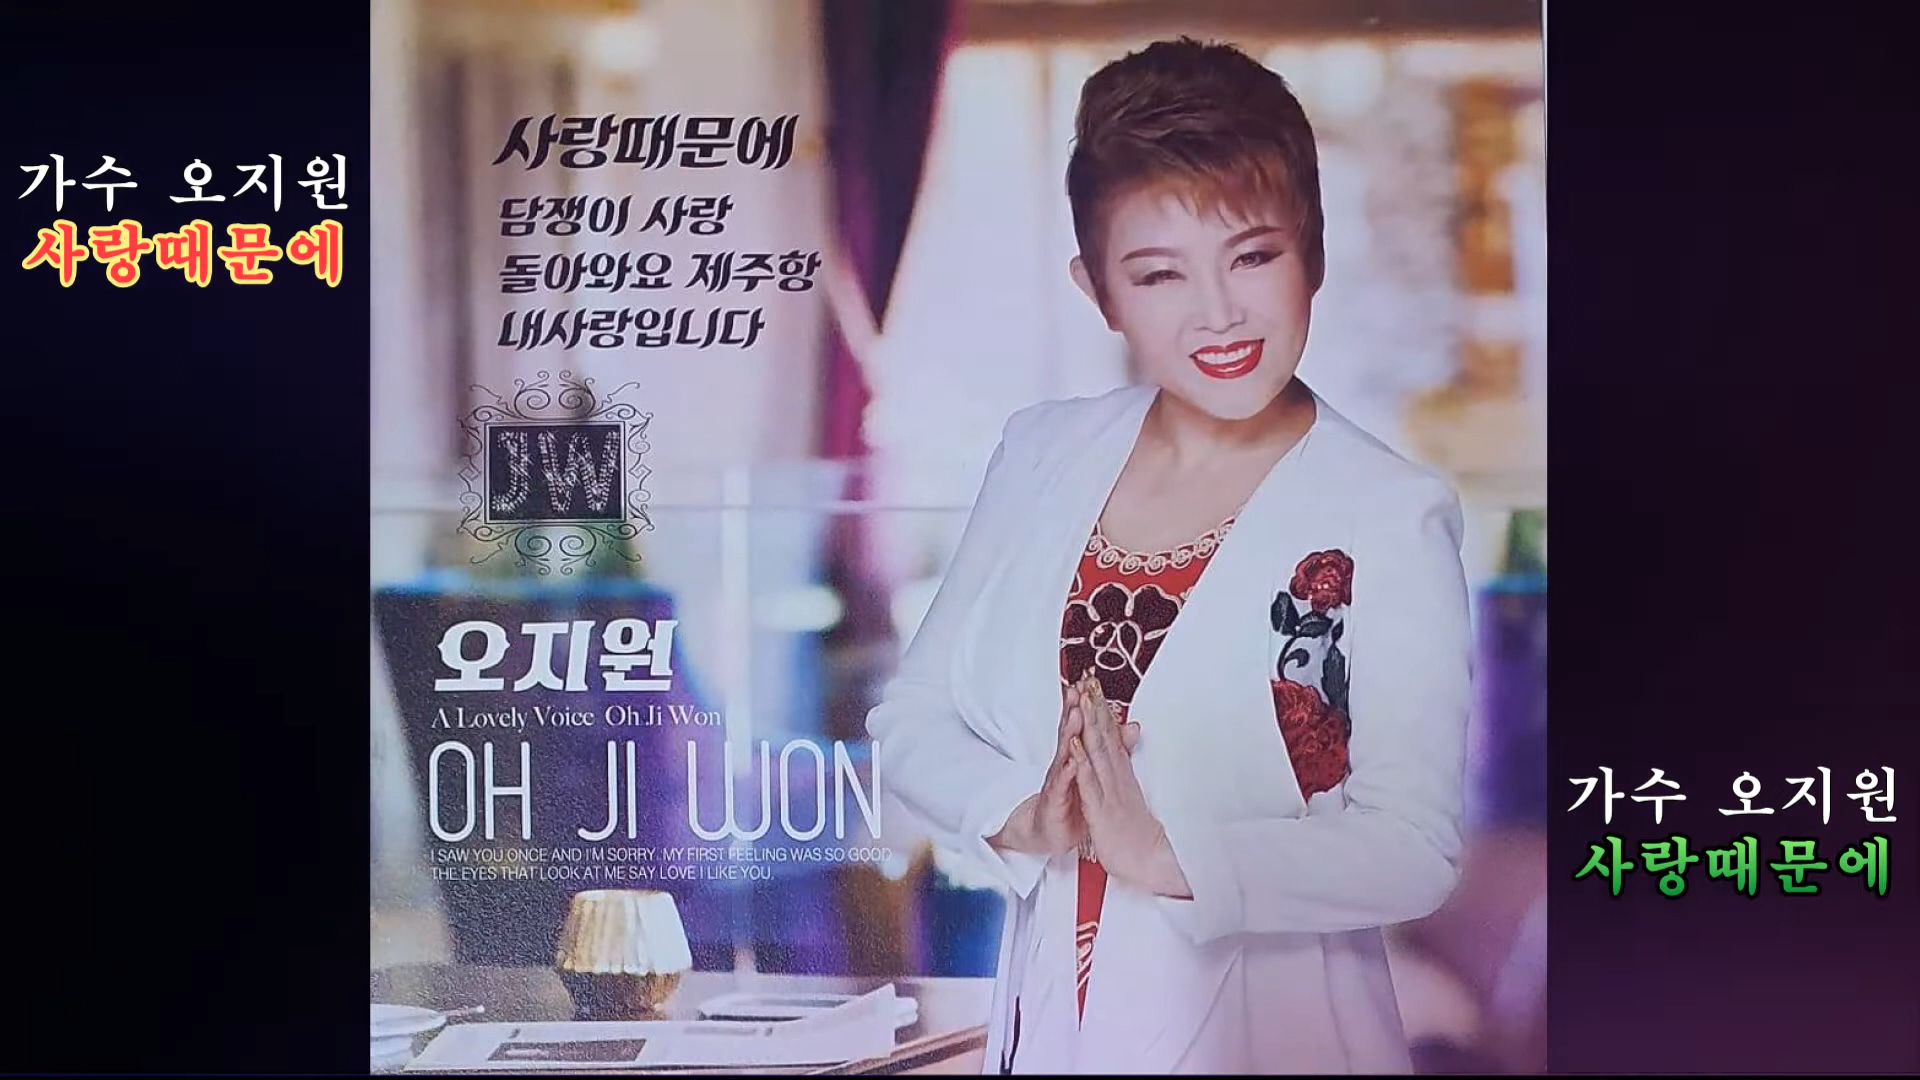 가수 오지원
사랑때문에
사랑때문에
담쟁이 사랑
돌아와요 제주항
내사랑입니다
JW
오지원
A Lovely Voice Oh Ji Won
OH JI WON
I SAW YOU ONCE AND I'M SORRY. MY FIRST FEELING WAS SO GOOD
THE EYES THAT LOOK AT ME SAY LOVE I LIKE YOU,
가수 오지원
사랑때문에